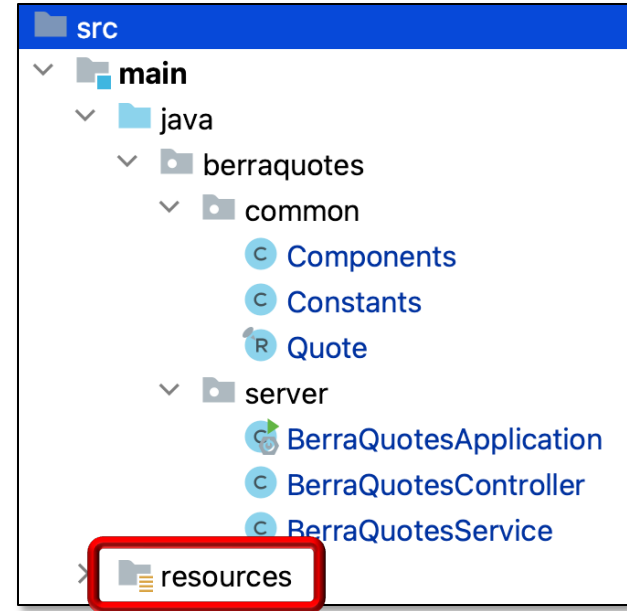 src
main
java
berraquotes
common
C Components
C Constants
R Quote
server
C BerraQuotesApplication
C BerraQuotesController
C BerraQuotesService
resources